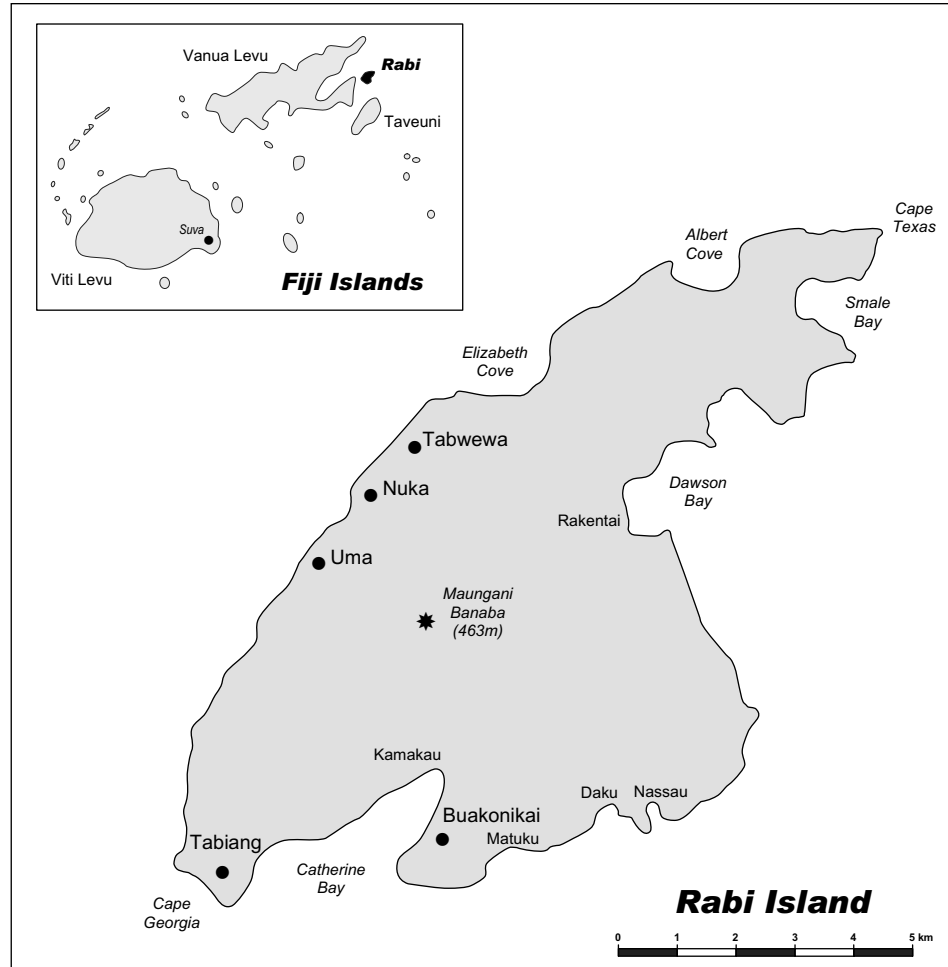 Vanua Levu
Rabi
Taveuni
Suva
Viti Levu
Fiji Islands
Cape
Texas
Albert
Cove
Smale
Bay
Elizabeth
Cove
Tabwewa
Nuka
Dawson
Bay
Rakentai
Uma
Maungani
Banaba
(463m)
Kamakau
Daku
Nassau
Buakonikai
Matuku
Tabiang
Catherine
Bay
Cape
Georgia
Rabi Island
0 1 2 3 4 5 km